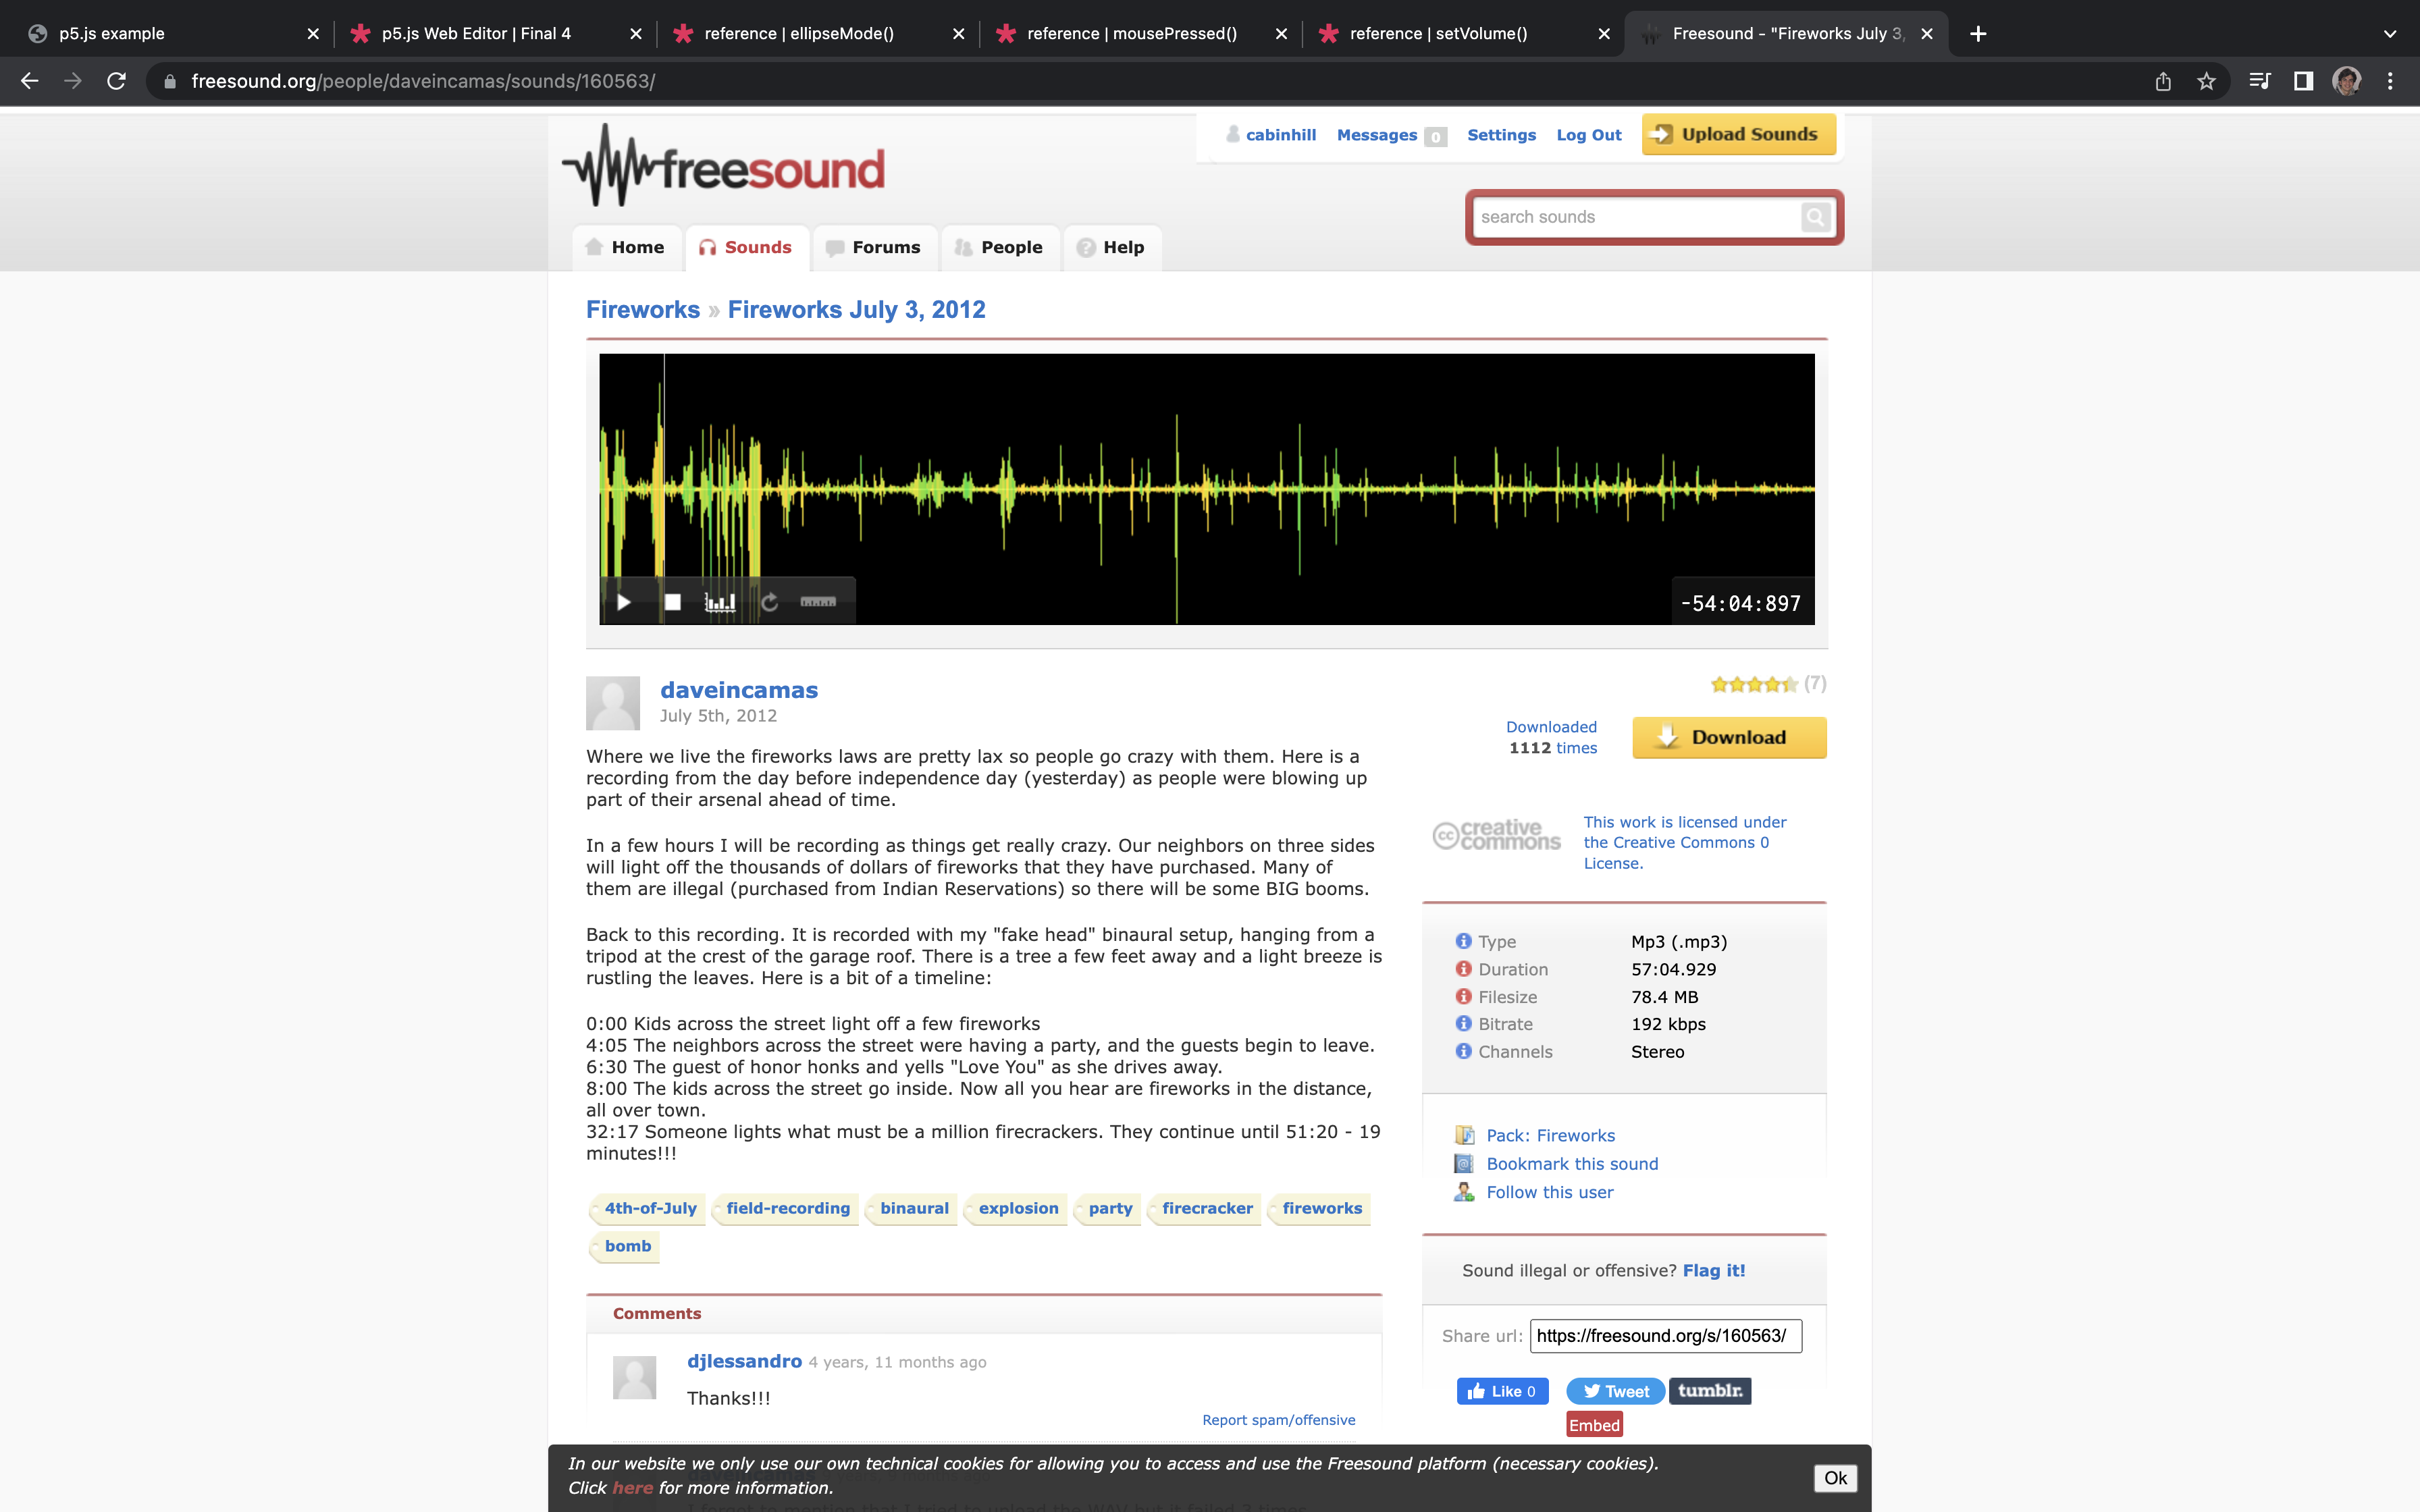 p5.js example
p5.js Web Editor | Final 4
reference | ellipseMode()
reference | mousePressed()
reference | setVolume()
Freesound - "Fireworks July 3,
freesound.org/people/daveincamas/sounds/160563/
freesound
cabinhill Messages 0 Settings Log Out Upload Sounds
search sounds
Home Sounds Forums People Help
Fireworks » Fireworks July 3, 2012
-54:04:897
daveincamas
July 5th, 2012
(7)
Downloaded
1112 times
Download
Where we live the fireworks laws are pretty lax so people go crazy with them. Here is a
recording from the day before independence day (yesterday) as people were blowing up
part of their arsenal ahead of time.
In a few hours I will be recording as things get really crazy. Our neighbors on three sides
will light off the thousands of dollars of fireworks that they have purchased. Many of
them are illegal (purchased from Indian Reservations) so there will be some BIG booms.
Back to this recording. It is recorded with my "fake head" binaural setup, hanging from a
tripod at the crest of the garage roof. There is a tree a few feet away and a light breeze is
rustling the leaves. Here is a bit of a timeline:
0:00 Kids across the street light off a few fireworks
4:05 The neighbors across the street were having a party, and the guests begin to leave.
6:30 The guest of honor honks and yells "Love You" as she drives away.
8:00 The kids across the street go inside. Now all you hear are fireworks in the distance,
all over town.
32:17 Someone lights what must be a million firecrackers. They continue until 51:20 - 19
minutes!!!
4th-of-July field-recording binaural explosion party firecracker fireworks
bomb
cc creative
commons
This work is licensed under
the Creative Commons 0
License.
Type Mp3 (.mp3)
Duration 57:04.929
Filesize 78.4 MB
Bitrate 192 kbps
Channels Stereo
Pack: Fireworks
Bookmark this sound
Follow this user
Sound illegal or offensive? Flag it!
Share url: https://freesound.org/s/160563/
Like 0 Tweet tumblr.
Embed
Comments
djlessandro 4 years, 11 months ago
Thanks!!!
Report spam/offensive
In our website we only use our own technical cookies for allowing you to access and use the Freesound platform (necessary cookies).
Click here for more information.
Ok